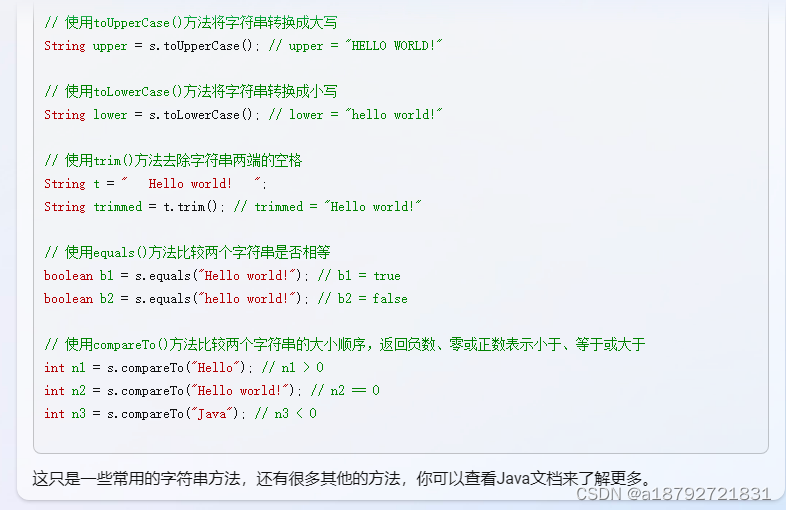 // 使用toUpperCase()方法将字符串转换成大写
String upper = s.toUpperCase(); // upper = "HELLO WORLD!"
// 使用toLowerCase()方法将字符串转换成小写
String lower = s.toLowerCase(); // lower = "hello world!"
// 使用trim()方法去除字符串两端的空格
String t = "   Hello world!   ";
String trimmed = t.trim(); // trimmed = "Hello world!"
// 使用equals()方法比较两个字符串是否相等
boolean b1 = s.equals("Hello world!"); // b1 = true
boolean b2 = s.equals("hello world!"); // b2 = false
// 使用compareTo()方法比较两个字符串的大小顺序，返回负数、零或正数表示小于、等于或大于
int n1 = s.compareTo("Hello"); // n1 > 0
int n2 = s.compareTo("Hello world!"); // n2 == 0
int n3 = s.compareTo("Java"); // n3 < 0
这只是一些常用的字符串方法，还有很多其他的方法，你可以查看Java文档来了解更多。
CSDN @a18792721831